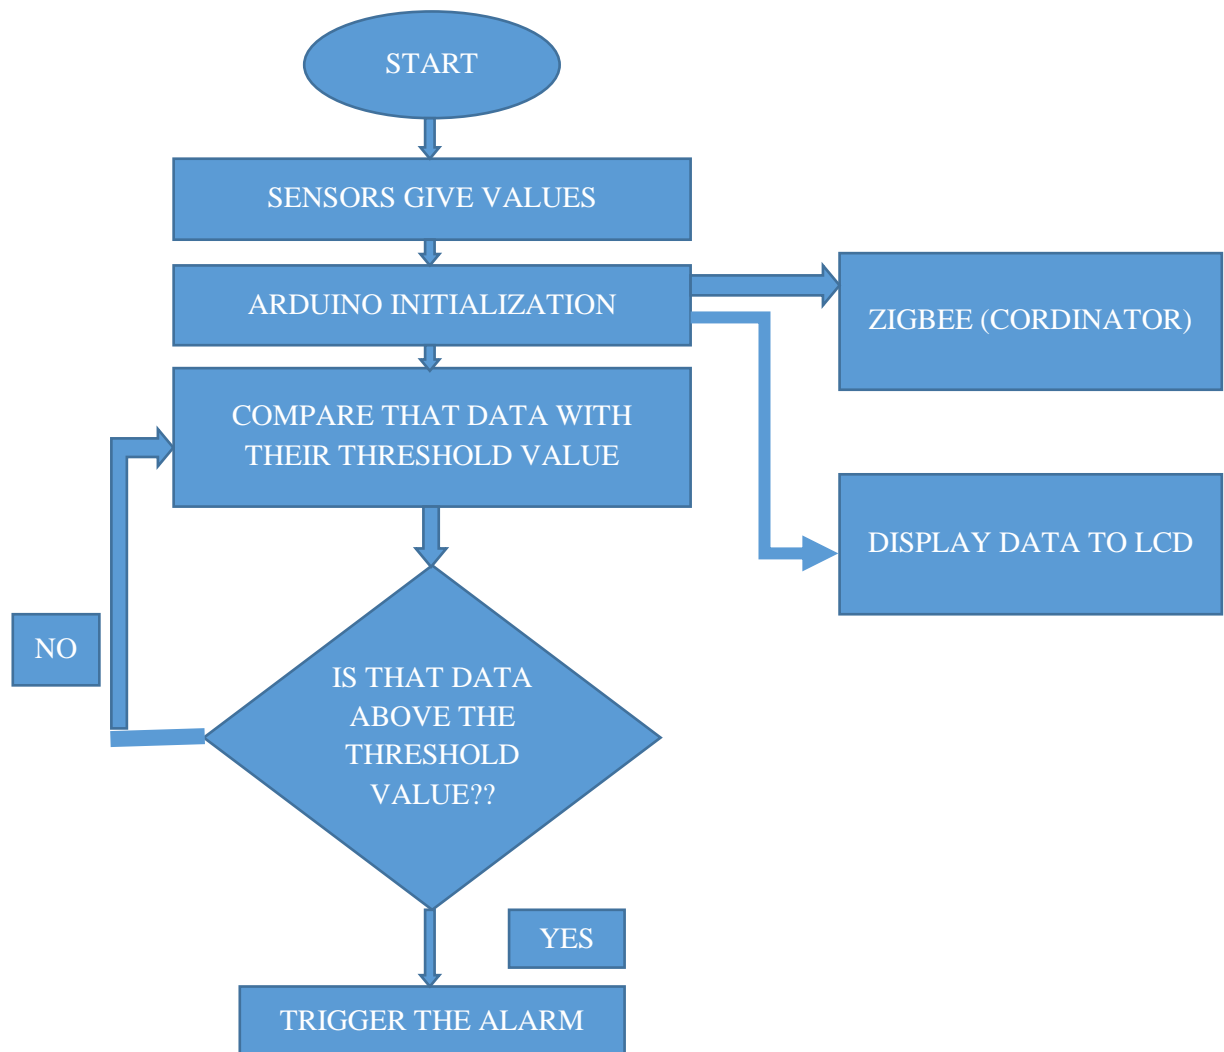 START
SENSORS GIVE VALUES
ARDUINO INITIALIZATION
ZIGBEE (CORDINATOR)
COMPARE THAT DATA WITH
THEIR THRESHOLD VALUE
DISPLAY DATA TO LCD
NO
IS THAT DATA
ABOVE THE
THRESHOLD
VALUE??
YES
TRIGGER THE ALARM